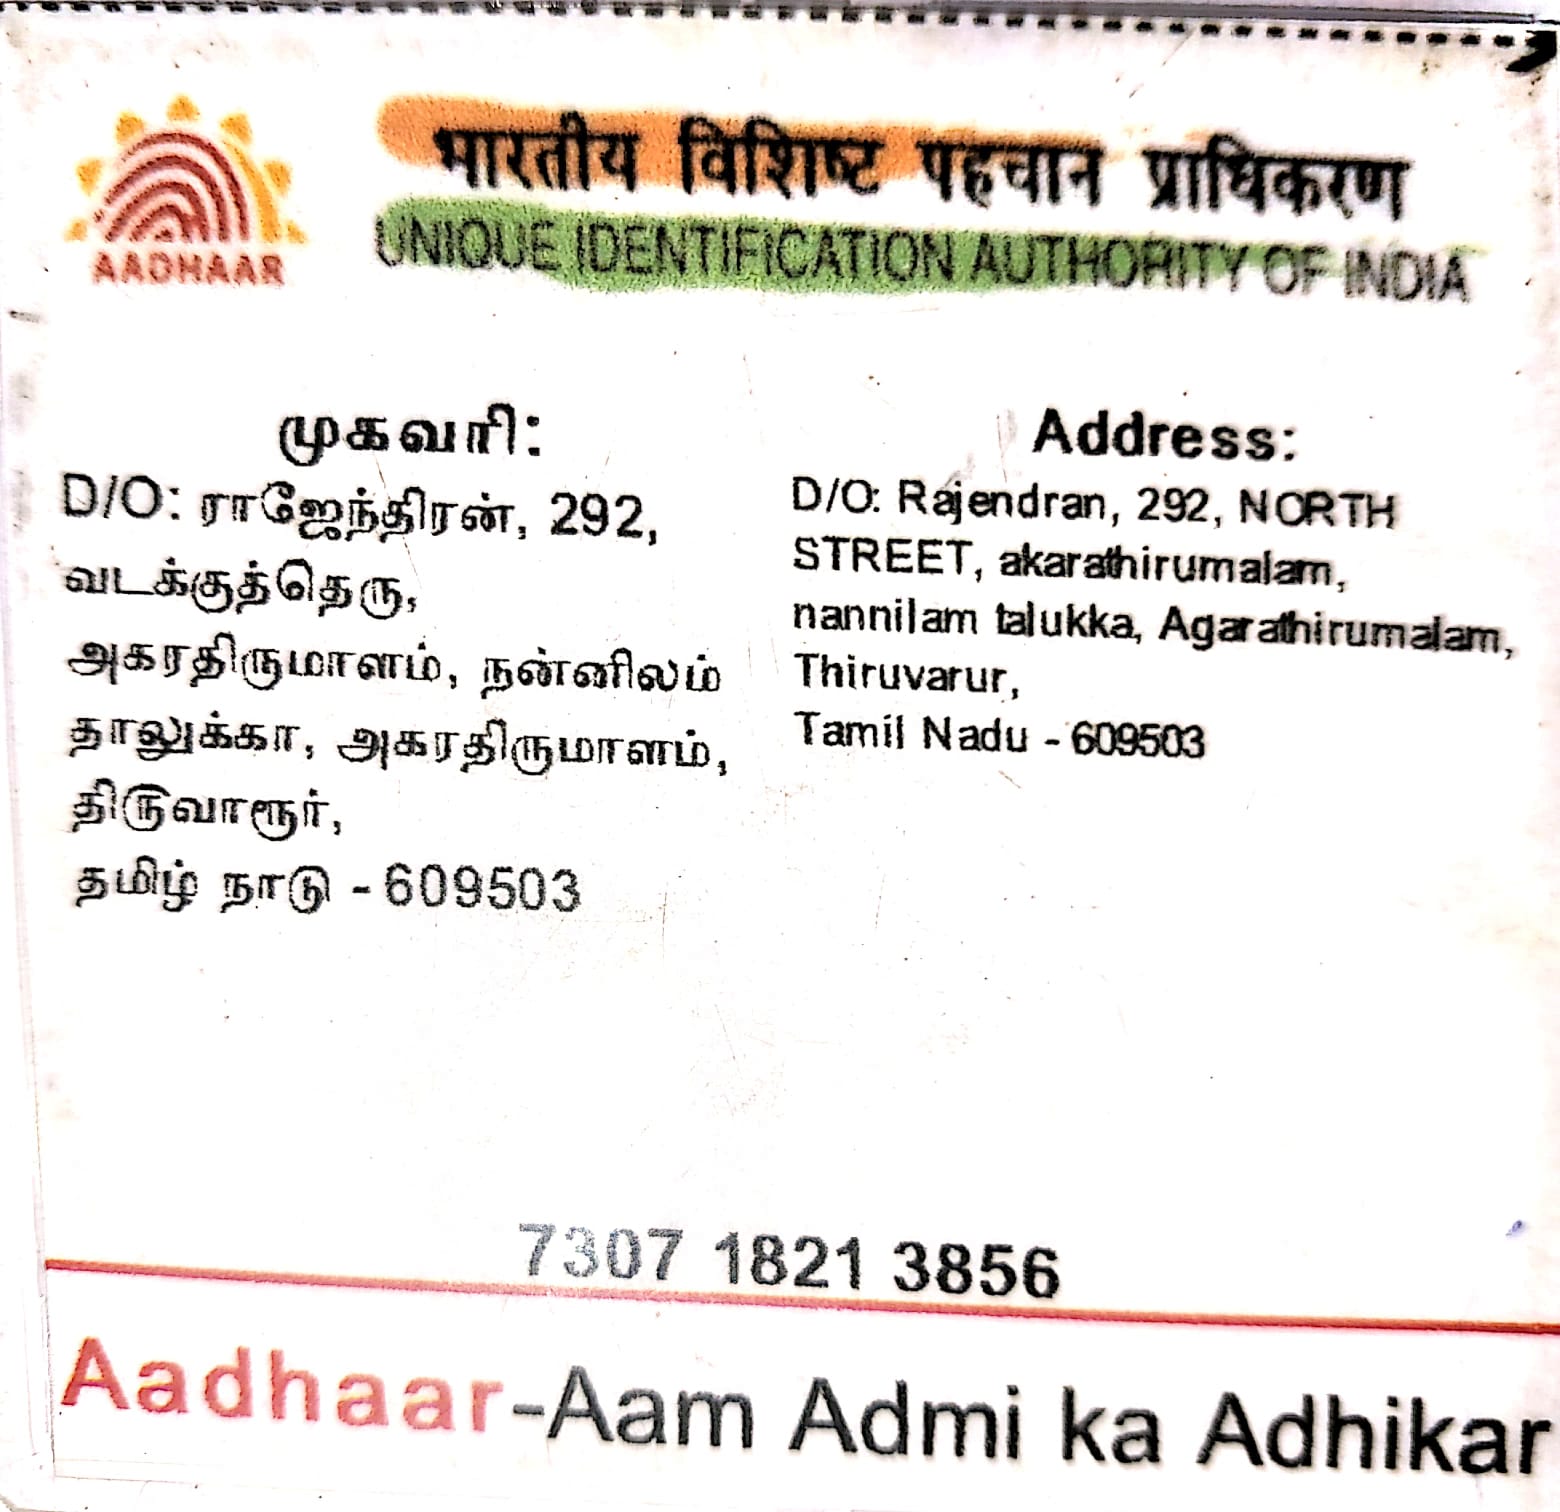 AADHAAR
भारतीय विशिष्ट पहचान प्राधिकरण
UNIQUE IDENTIFICATION AUTHORITY OF INDIA
முகவரி:
D/O: ராஜேந்திரன், 292,
வடக்குத்தெரு,
அகரதிருமாளம், நன்னிலம்
தாலுக்கா, அகரதிருமாளம்,
திருவாரூர்,
தமிழ் நாடு - 609503
Address:
D/O: Rajendran, 292, NORTH
STREET, akarathirumalam,
nannilam talukka, Agarathirumalam,
Thiruvarur,
Tamil Nadu - 609503
7307 1821 3856
Aadhaar-Aam Admi ka Adhikar